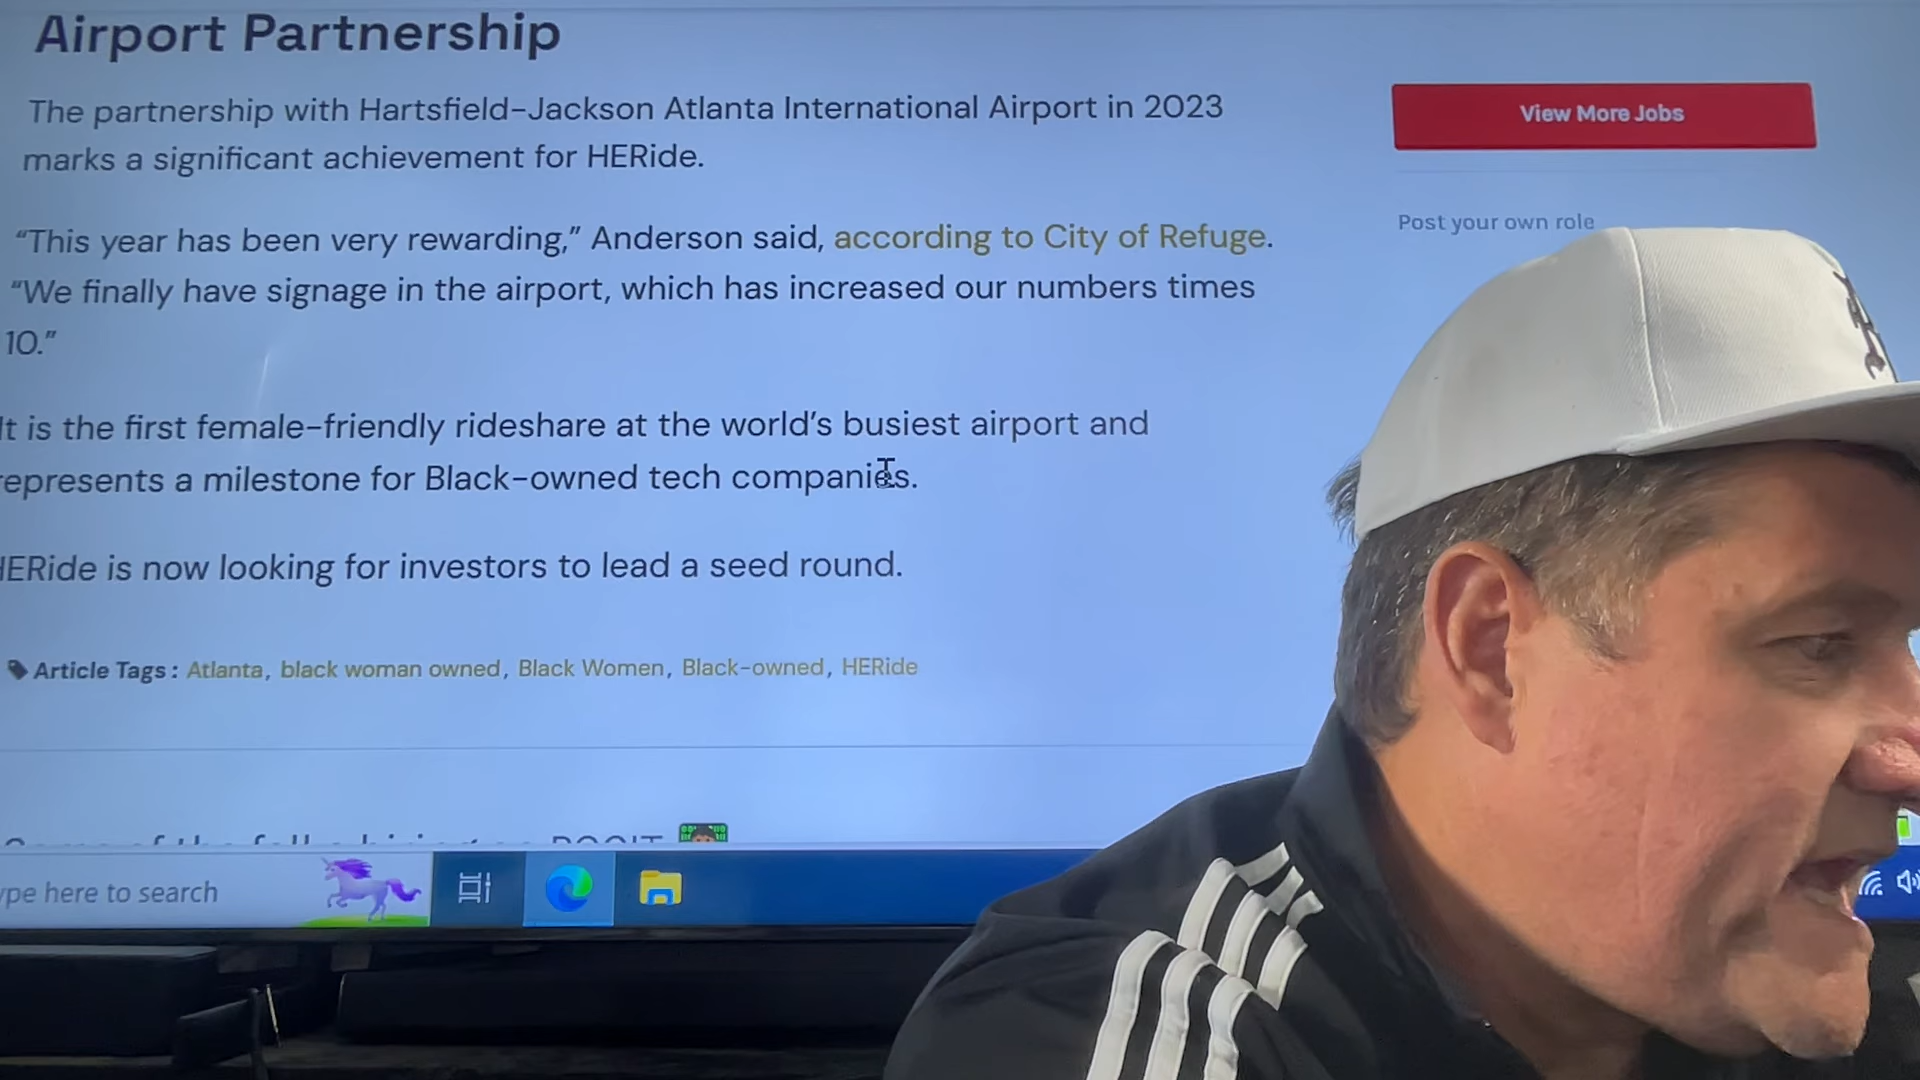 Airport Partnership
The partnership with Hartsfield-Jackson Atlanta International Airport in 2023
View More Jobs
marks a significant achievement for HERide.
Post your own role
“This year has been very rewarding,” Anderson said, according to City of Refuge.
“We finally have signage in the airport, which has increased our numbers times
10.”
It is the first female-friendly rideshare at the world’s busiest airport and
represents a milestone for Black-owned tech companies.
HERide is now looking for investors to lead a seed round.
Article Tags : Atlanta, black woman owned, Black Women, Black-owned, HERide
ype here to search